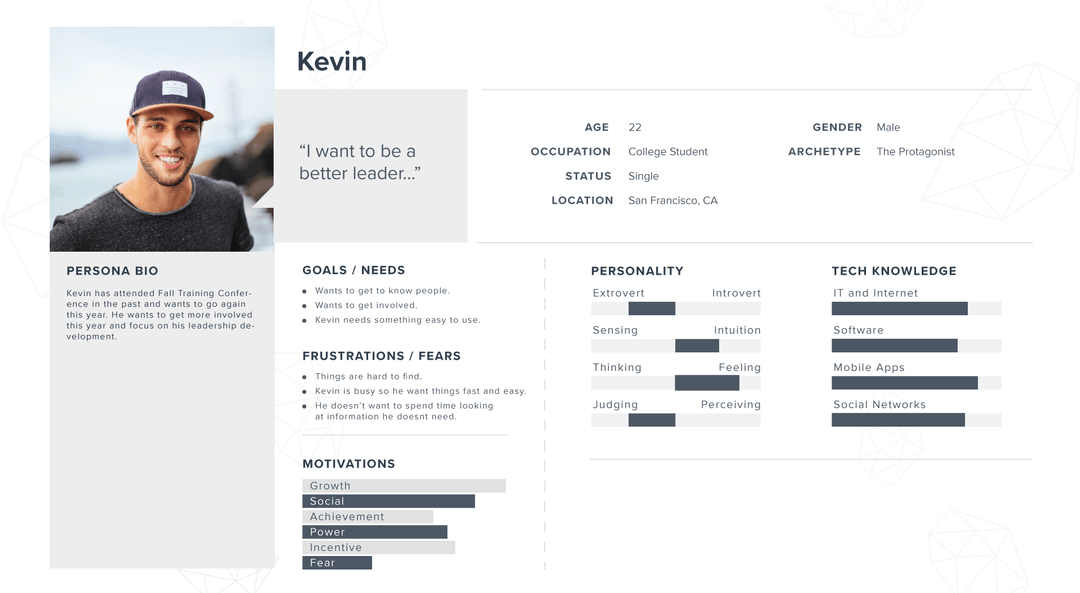 Kevin
“I want to be a
better leader...”
AGE 22
OCCUPATION College Student
STATUS Single
LOCATION San Francisco, CA
GENDER Male
ARCHETYPE The Protagonist
PERSONA BIO
Kevin has attended Fall Training Confer-
ence in the past and wants to go again
this year. He wants to get more involved
this year and focus on his leadership de-
velopment.
GOALS / NEEDS
• Wants to get to know people.
• Wants to get involved.
• Kevin needs something easy to use.
FRUSTRATIONS / FEARS
• Things are hard to find.
• Kevin is busy so he want things fast and easy.
• He doesn’t want to spend time looking
at information he doesnt need.
MOTIVATIONS
Growth
Social
Achievement
Power
Incentive
Fear
PERSONALITY
Extrovert Introvert
Sensing Intuition
Thinking Feeling
Judging Perceiving
TECH KNOWLEDGE
IT and Internet
Software
Mobile Apps
Social Networks